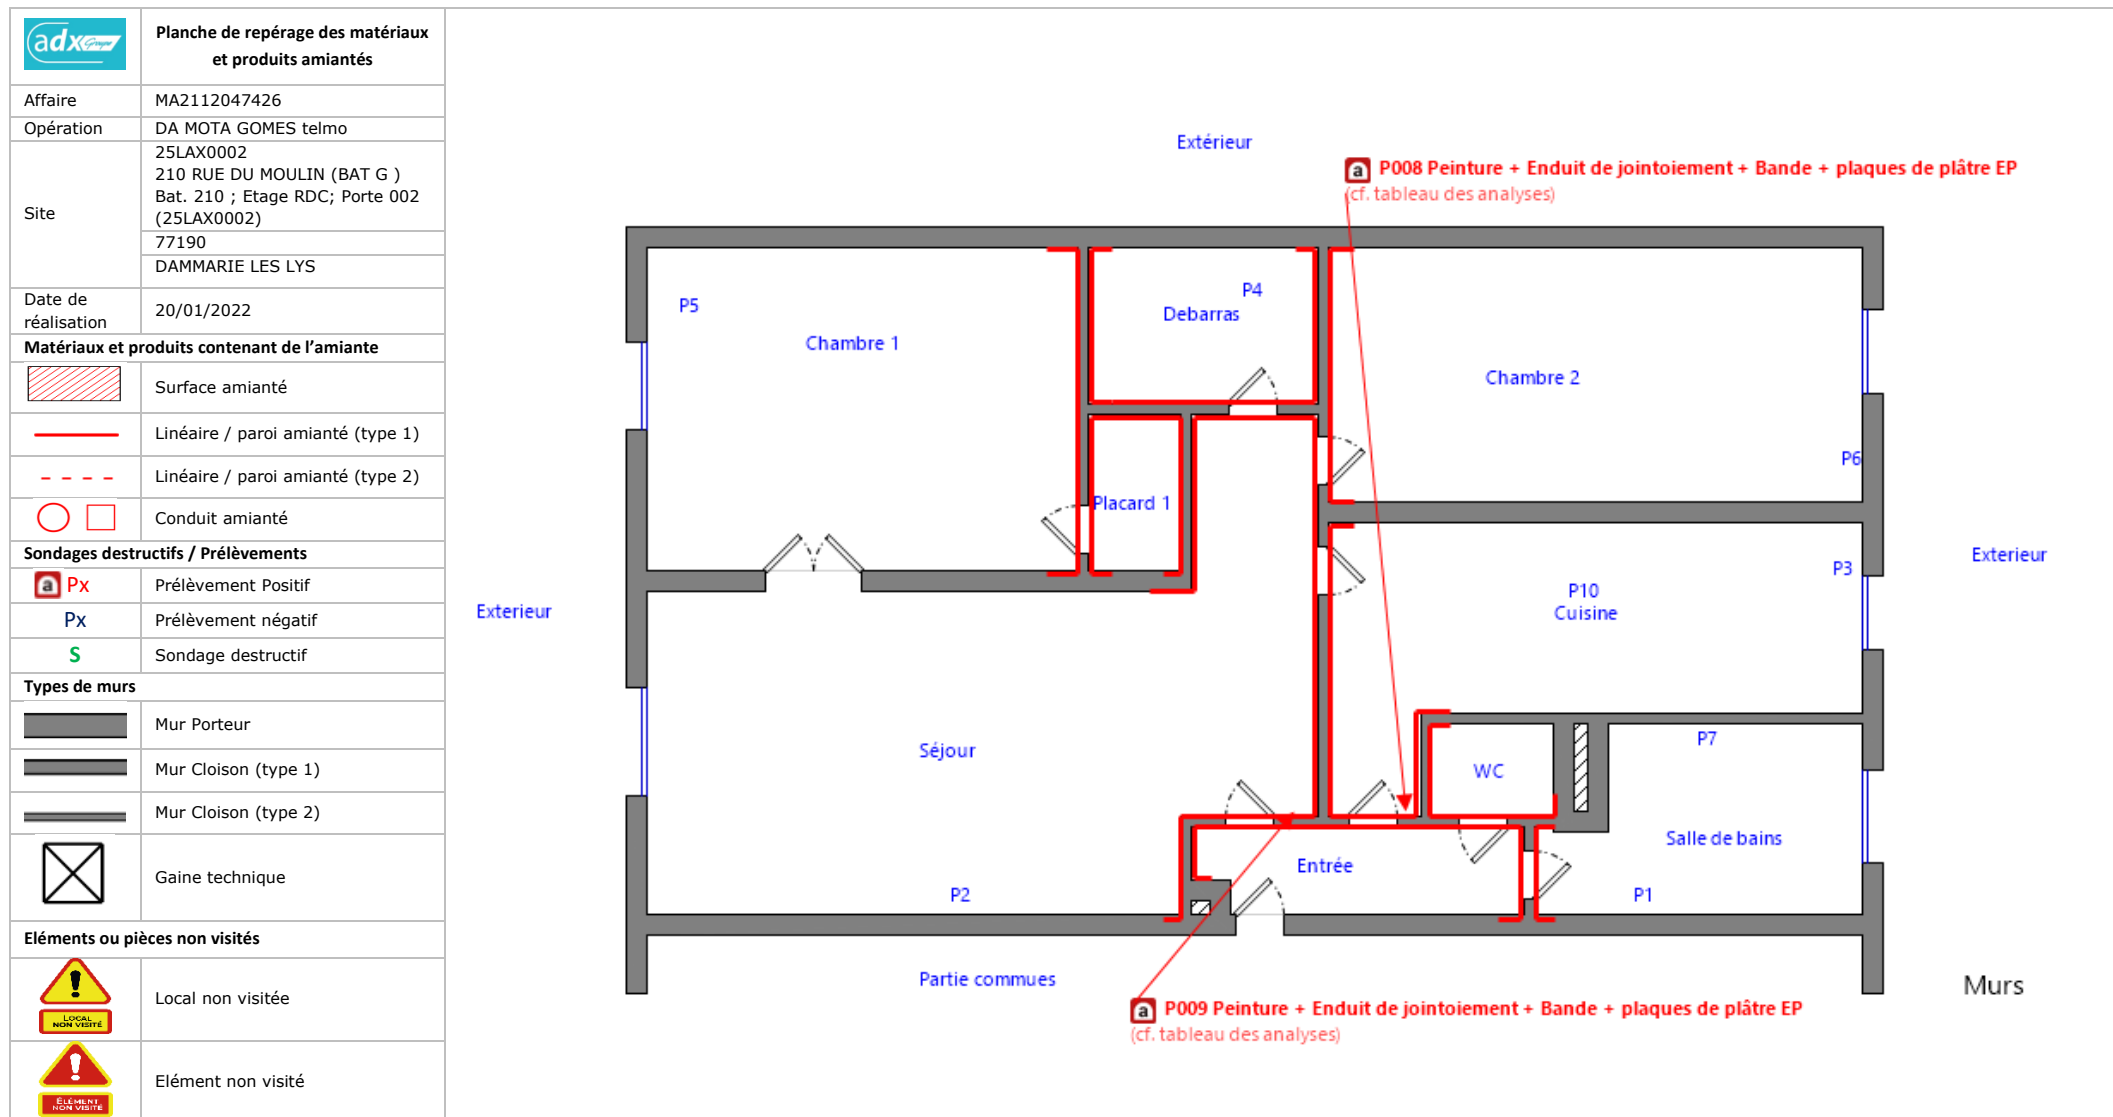 adx Groupe
Planche de repérage des matériaux
et produits amiantés
Affaire
MA2112047426
Opération
DA MOTA GOMES telmo
Site
25LAX0002
210 RUE DU MOULIN (BAT G )
Bat. 210 ; Etage RDC; Porte 002
(25LAX0002)
77190
DAMMARIE LES LYS
Date de
réalisation
20/01/2022
Matériaux et produits contenant de l’amiante
Surface amianté
Linéaire / paroi amianté (type 1)
Linéaire / paroi amianté (type 2)
Conduit amianté
Sondages destructifs / Prélèvements
a Px
Prélèvement Positif
Px
Prélèvement négatif
S
Sondage destructif
Types de murs
Mur Porteur
Mur Cloison (type 1)
Mur Cloison (type 2)
Gaine technique
Eléments ou pièces non visités
LOCAL
NON VISITÉ
Local non visitée
ÉLÉMENT
NON VISITÉ
Elément non visité
Extérieur
a P008 Peinture + Enduit de jointoiement + Bande + plaques de plâtre EP
(cf. tableau des analyses)
P5
Chambre 1
P4
Debarras
Chambre 2
P6
Placard 1
P3
P10
Cuisine
Exterieur
Exterieur
Séjour
WC
P7
Salle de bains
Entrée
P2
P1
Partie commues
Murs
a P009 Peinture + Enduit de jointoiement + Bande + plaques de plâtre EP
(cf. tableau des analyses)